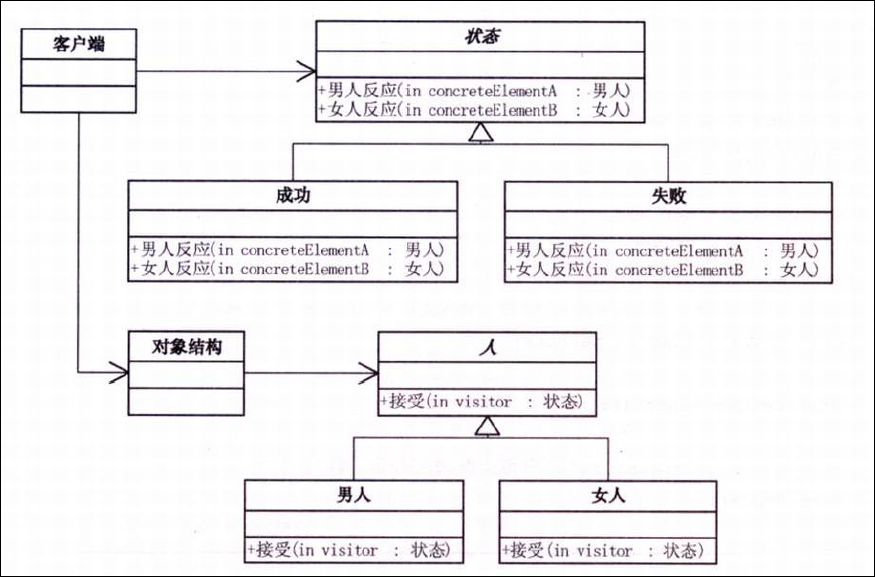 客户端
状态
+男人反应(in concreteElementA : 男人)
+女人反应(in concreteElementB : 女人)
成功
+男人反应(in concreteElementA : 男人)
+女人反应(in concreteElementB : 女人)
失败
+男人反应(in concreteElementA : 男人)
+女人反应(in concreteElementB : 女人)
对象结构
人
+接受(in visitor : 状态)
男人
+接受(in visitor : 状态)
女人
+接受(in visitor : 状态)